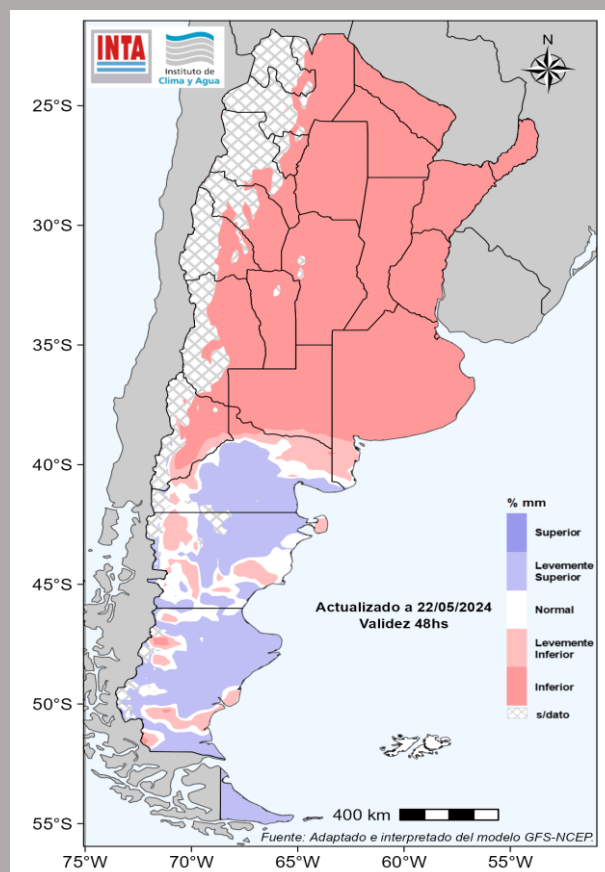 INTA
Instituto de
Clima y Agua
N
25°S
30°S
35°S
40°S
45°S
50°S
55°S
% mm
Superior
Levemente
Superior
Normal
Levemente
Inferior
Inferior
s/dato
Actualizado a 22/05/2024
Validez 48hs
400 km
Fuente: Adaptado e interpretado del modelo GFS-NCEP.
75°W
70°W
65°W
60°W
55°W